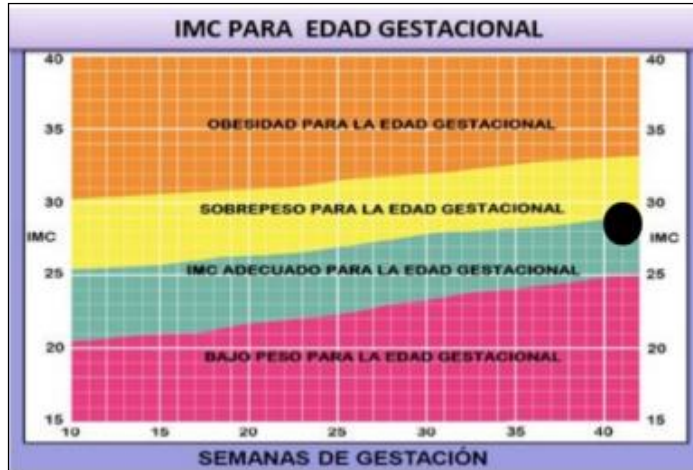 IMC PARA EDAD GESTACIONAL
40 40
35 OBESIDAD PARA LA EDAD GESTACIONAL 35
30 SOBREPESO PARA LA EDAD GESTACIONAL 30
IMC IMC
25 IMC ADECUADO PARA LA EDAD GESTACIONAL 25
20 BAJO PESO PARA LA EDAD GESTACIONAL 20
15 15
10 15 20 25 30 35 40
SEMANAS DE GESTACIÓN